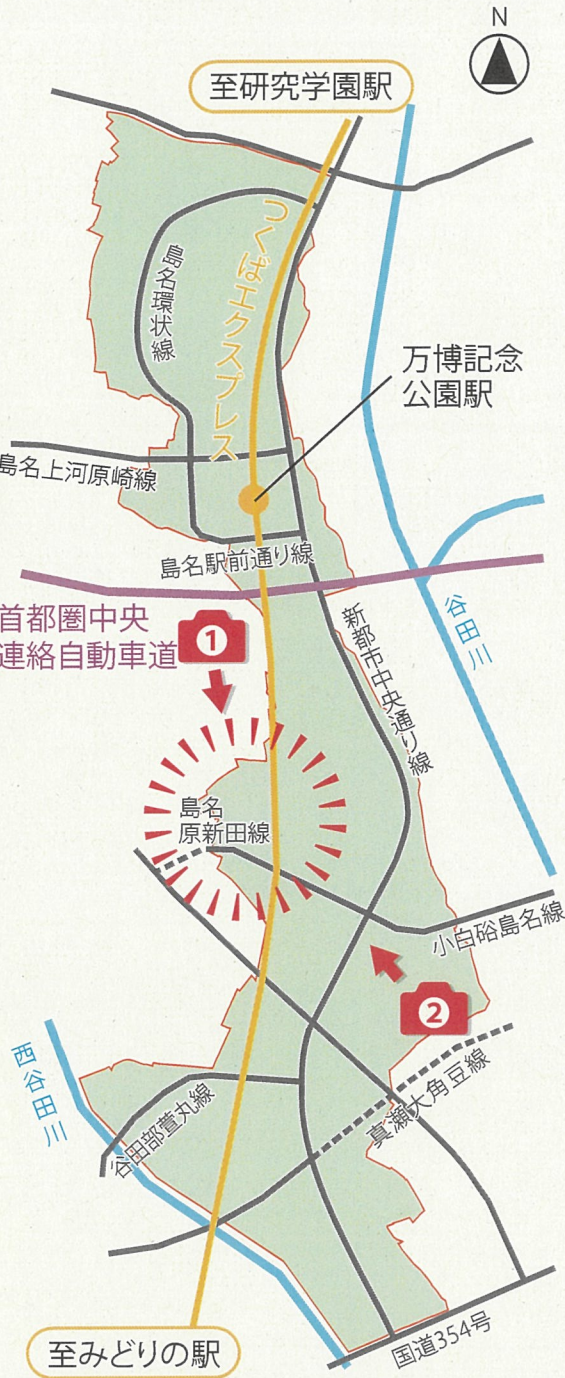 N
至研究学園駅
つくばエクスプレス
島名環状線
万博記念
公園駅
島名上河原崎線
島名駅前通り線
首都圏中央
連絡自動車道
1
新都市中央通り線
谷田川
島名
原新田線
小白硲島名線
2
西谷田川
谷田部萱丸線
真瀬大角豆線
至みどりの駅
国道354号